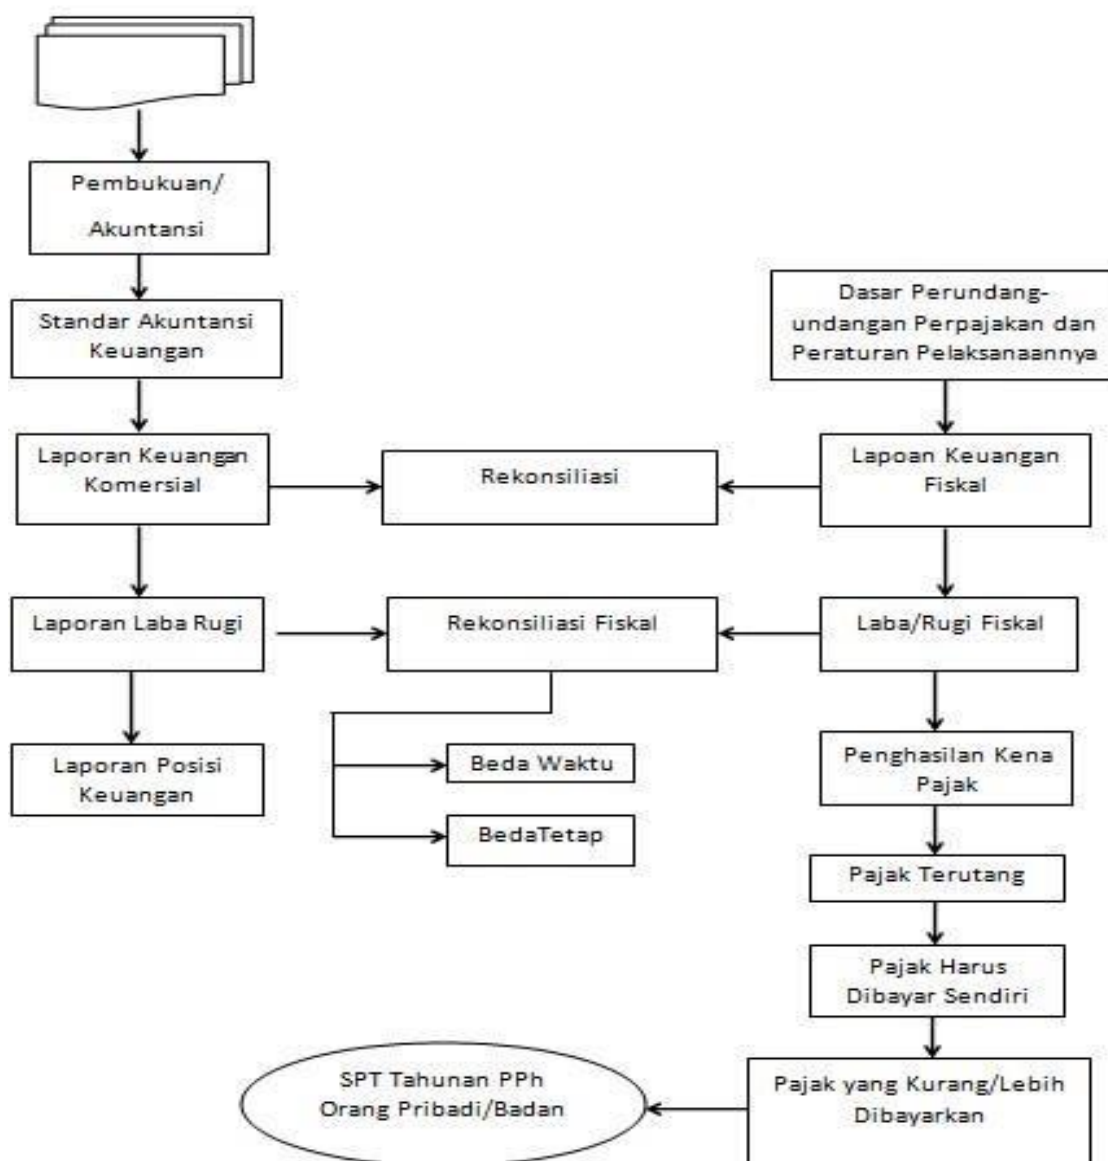 Pembukuan/
Akuntansi
Standar Akuntansi
Keuangan
Dasar Perundang-
undangan Perpajakan dan
Peraturan Pelaksanaannya
Laporan Keuangan
Komersial
Rekonsiliasi
Lapoan Keuangan
Fiskal
Laporan Laba Rugi
Rekonsiliasi Fiskal
Laba/Rugi Fiskal
Laporan Posisi
Keuangan
Beda Waktu
BedaTetap
Penghasilan Kena
Pajak
Pajak Terutang
Pajak Harus
Dibayar Sendiri
SPT Tahunan PPh
Orang Pribadi/Badan
Pajak yang Kurang/Lebih
Dibayarkan